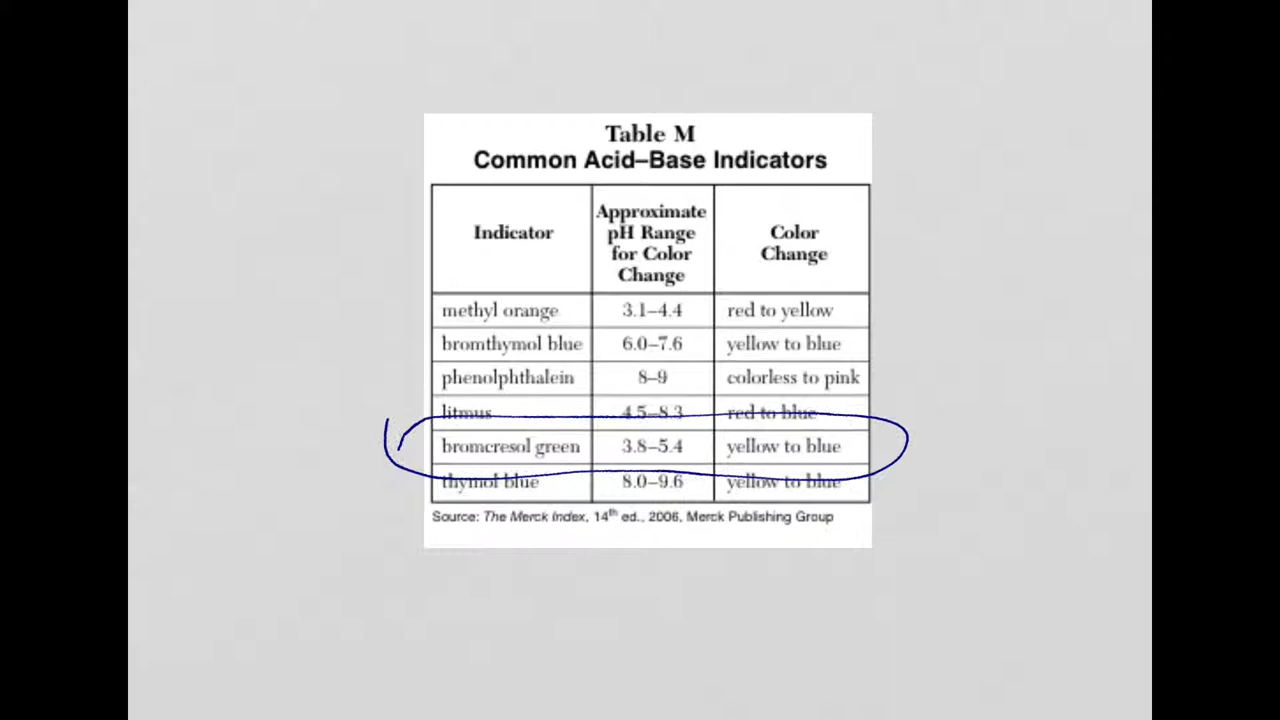 Table M
Common Acid–Base Indicators
Indicator
Approximate
pH Range
for Color
Change
Color
Change
methyl orange 3.1–4.4 red to yellow
bromthymol blue 6.0–7.6 yellow to blue
phenolphthalein 8–9 colorless to pink
litmus 4.5–8.3 red to blue
bromcresol green 3.8–5.4 yellow to blue
thymol blue 8.0–9.6 yellow to blue
Source: The Merck Index, 14th ed., 2006, Merck Publishing Group